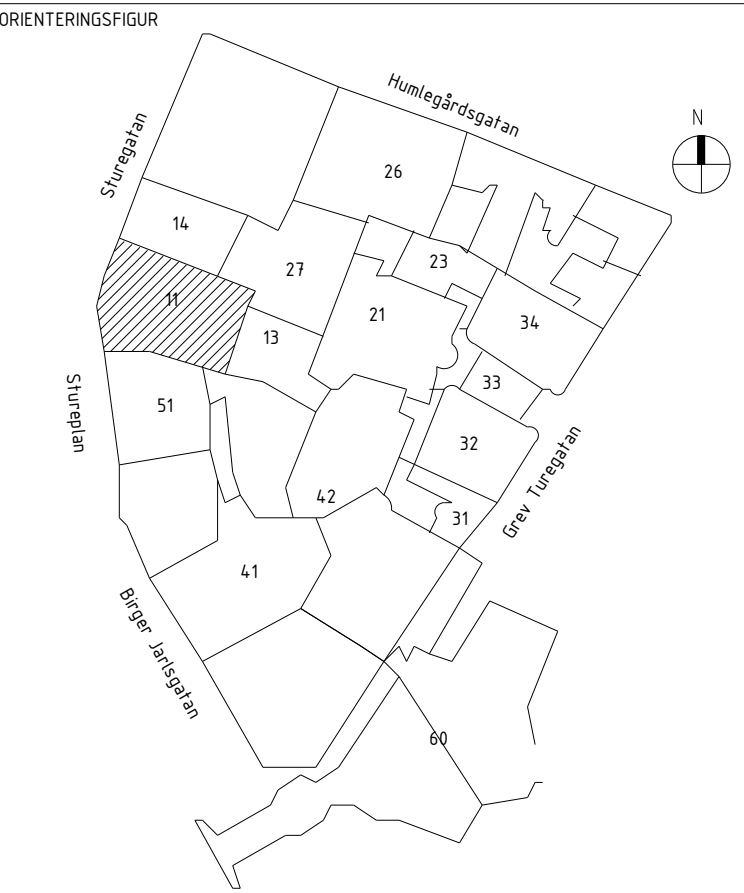 ORIENTERINGSFIGUR
Humlegårdsgatan
N
Sturegatan
26
14
23
27
11
21
34
13
33
Stureplan
51
32
42
31
Grev Turegatan
41
Birger Jarlsgatan
60